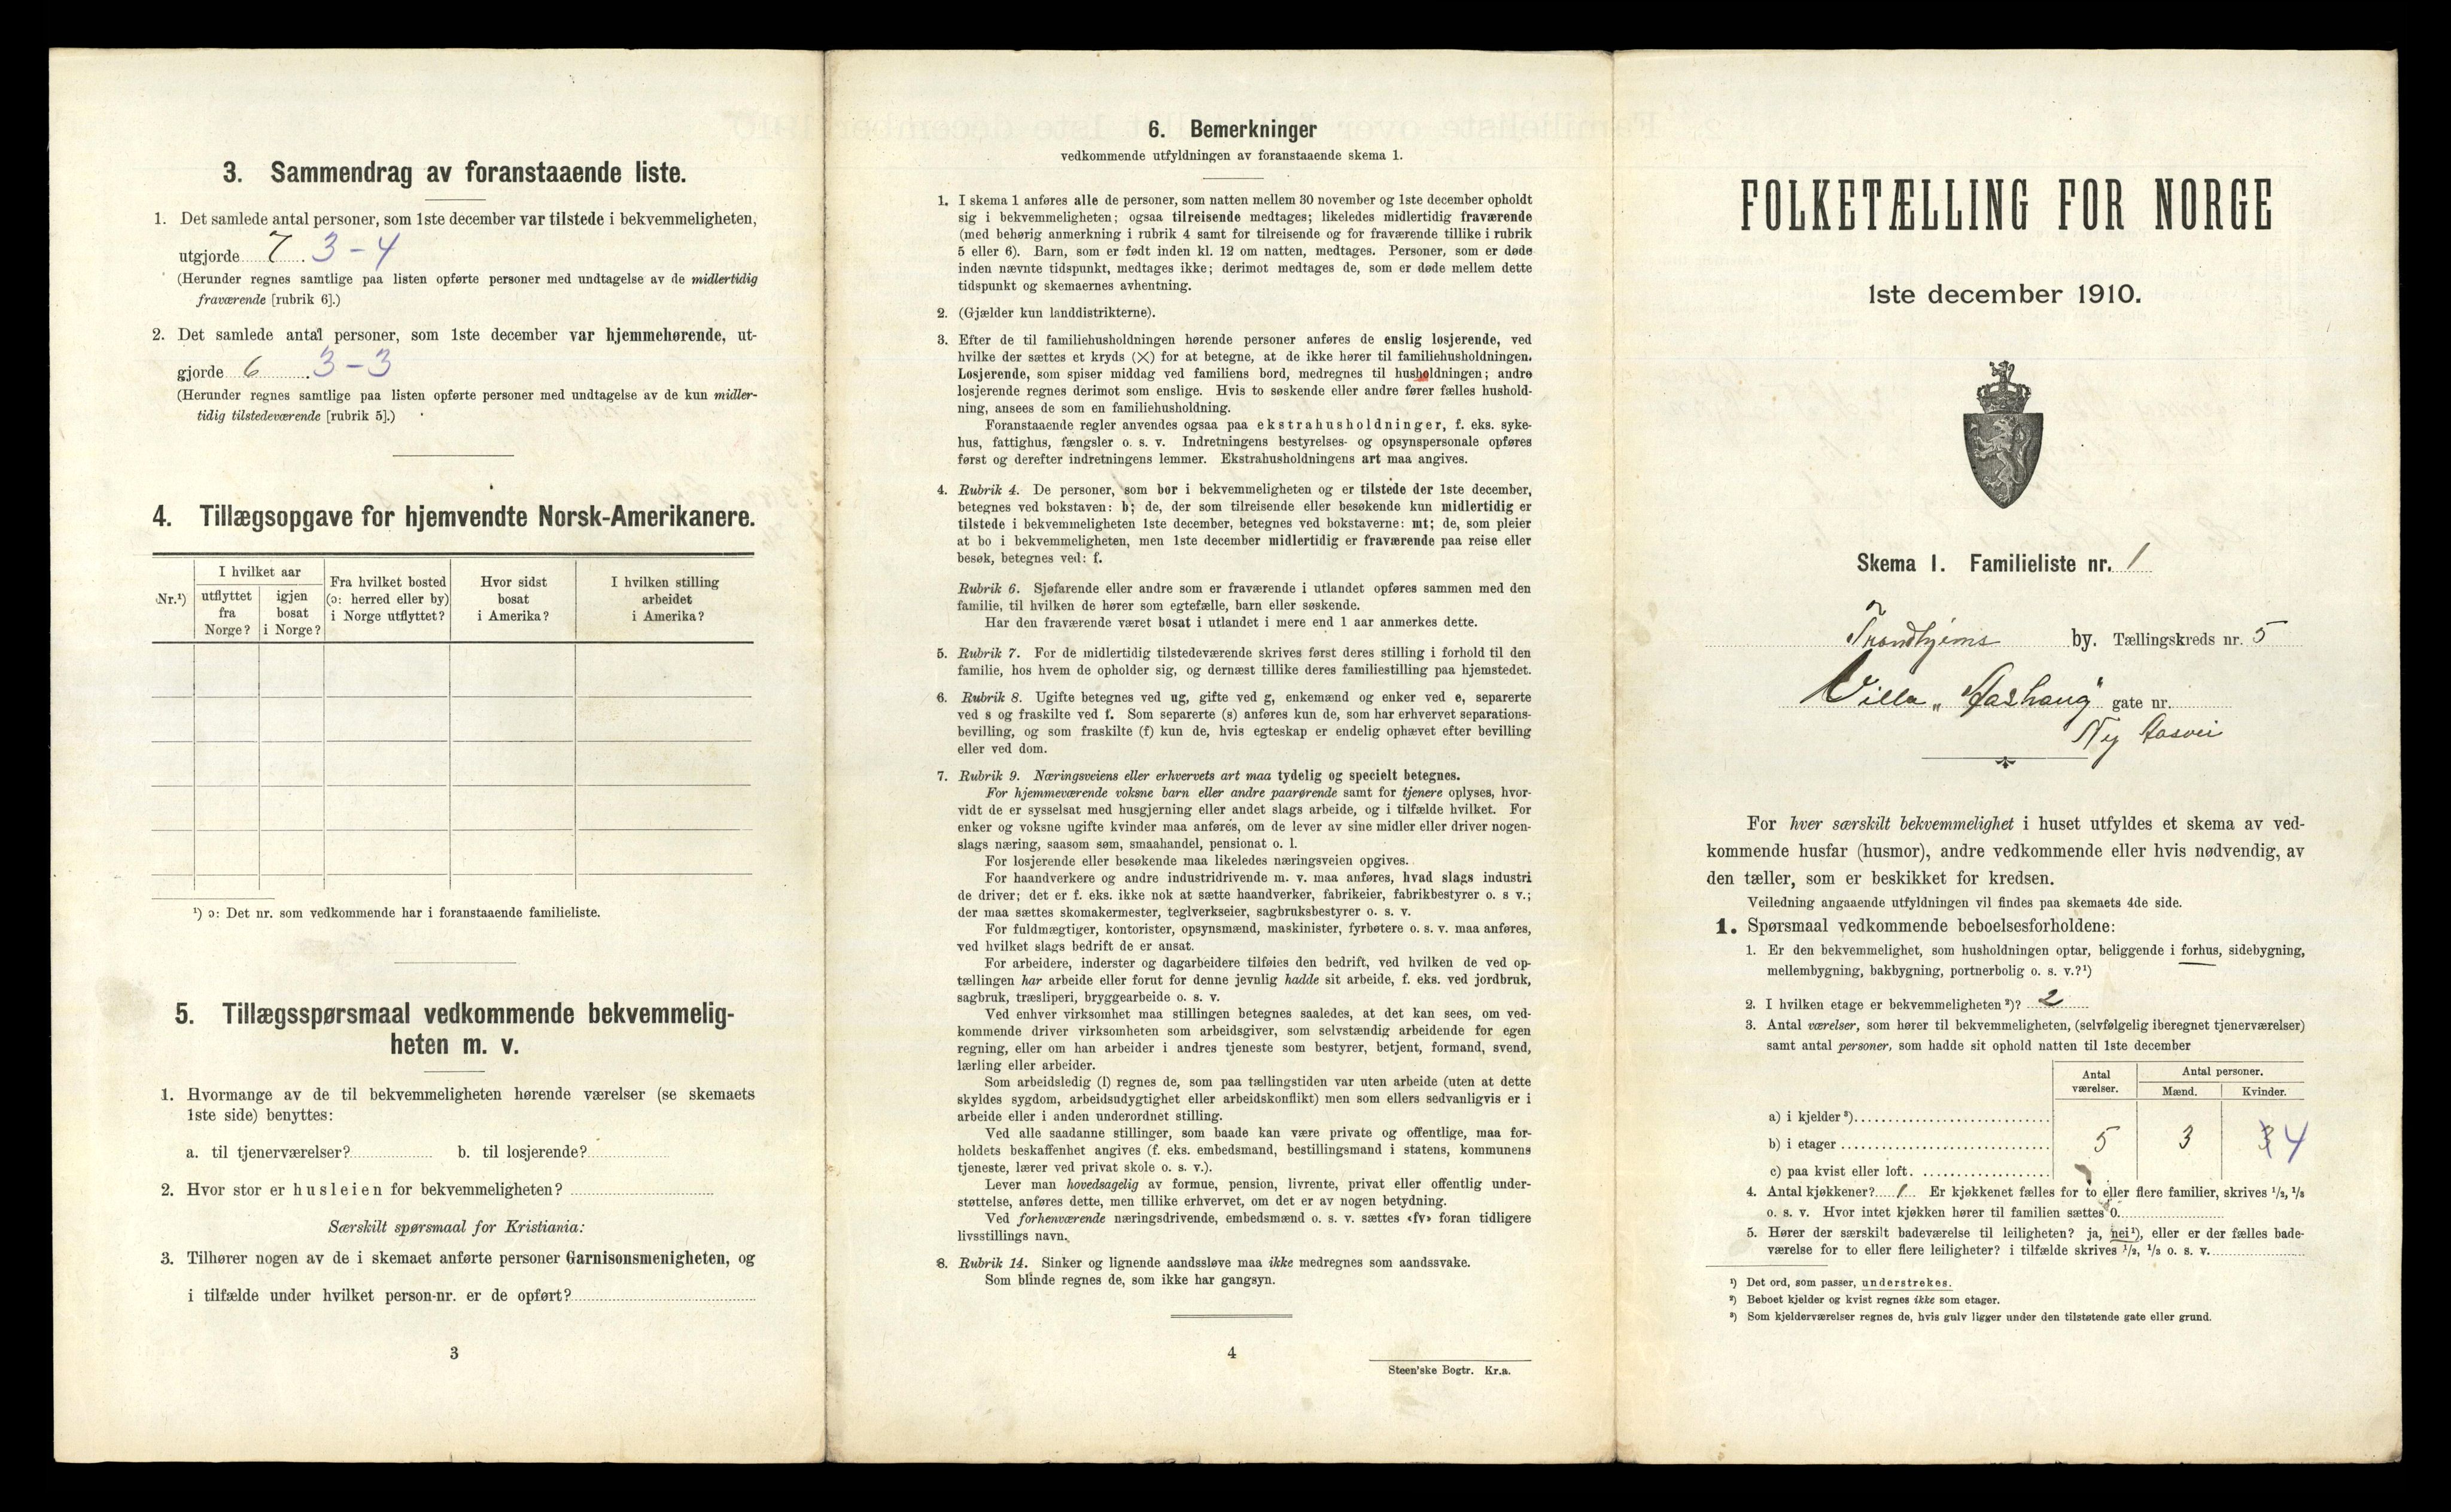 3. Sammendrag av foranstaaende liste.
1. Det samlede antal personer, som 1ste december var tilstede i bekvemmeligheten,
utgjorde 7 3-4
(Herunder regnes samtlige paa listen opførte personer med undtagelse av de midlertidig
fraværende [rubrik 6].)
2. Det samlede antal personer, som 1ste december var hjemmehørende, ut-
gjorde 6 3-3
(Herunder regnes samtlige paa listen opførte personer med undtagelse av de kun midler-
tidig tilstedeværende [rubrik 5].)
4. Tillægsopgave for hjemvendte Norsk-Amerikanere.
Nr.¹)
I hvilket aar
utflyttet
fra
Norge?
igjen
bosat
i Norge?
Fra hvilket bosted
(ɔ: herred eller by)
i Norge utflyttet?
Hvor sidst
bosat
i Amerika?
I hvilken stilling
arbeidet
i Amerika?
¹) ɔ: Det nr. som vedkommende har i foranstaaende familieliste.
5. Tillægsspørsmaal vedkommende bekvemmelig-
heten m. v.
1. Hvormange av de til bekvemmeligheten hørende værelser (se skemaets
1ste side) benyttes:
a. til tjenerværelser? b. til losjerende?
2. Hvor stor er husleien for bekvemmeligheten?
Særskilt spørsmaal for Kristiania:
3. Tilhører nogen av de i skemaet anførte personer Garnisonsmenigheten, og
i tilfælde under hvilket person-nr. er de opført?
3
6. Bemerkninger
vedkommende utfyldningen av foranstaaende skema 1.
1. I skema 1 anføres alle de personer, som natten mellem 30 november og 1ste december opholdt
sig i bekvemmeligheten; ogsaa tilreisende medtages; likeledes midlertidig fraværende
(med behørig anmerkning i rubrik 4 samt for tilreisende og for fraværende tillike i rubrik
5 eller 6). Barn, som er født inden kl. 12 om natten, medtages. Personer, som er døde
inden nævnte tidspunkt, medtages ikke; derimot medtages de, som er døde mellem dette
tidspunkt og skemaernes avhentning.
2. (Gjælder kun landdistrikterne).
3. Efter de til familiehusholdningen hørende personer anføres de enslig losjerende, ved
hvilke der sættes et kryds (×) for at betegne, at de ikke hører til familiehusholdningen.
Losjerende, som spiser middag ved familiens bord, medregnes til husholdningen; andre
losjerende regnes derimot som enslige. Hvis to søskende eller andre fører fælles hushold-
ning, ansees de som en familiehusholdning.
Foranstaaende regler anvendes ogsaa paa ekstrahusholdninger, f. eks. syke-
hus, fattighus, fængsler o. s. v. Indretningens bestyrelses- og opsynspersonale opføres
først og derefter indretningens lemmer. Ekstrahusholdningens art maa angives.
4. Rubrik 4. De personer, som bor i bekvemmeligheten og er tilstede der 1ste december,
betegnes ved bokstaven: b; de, der som tilreisende eller besøkende kun midlertidig er
tilstede i bekvemmeligheten 1ste december, betegnes ved bokstaverne: mt; de, som pleier
at bo i bekvemmeligheten, men 1ste december midlertidig er fraværende paa reise eller
besøk, betegnes ved: f.
Rubrik 6. Sjøfarende eller andre som er fraværende i utlandet opføres sammen med den
familie, til hvilken de hører som egtefælle, barn eller søskende.
Har den fraværende været bosat i utlandet i mere end 1 aar anmerkes dette.
5. Rubrik 7. For de midlertidig tilstedeværende skrives først deres stilling i forhold til den
familie, hos hvem de opholder sig, og dernæst tillike deres familiestilling paa hjemstedet.
6. Rubrik 8. Ugifte betegnes ved ug, gifte ved g, enkemænd og enker ved e, separerte
ved s og fraskilte ved f. Som separerte (s) anføres kun de, som har erhvervet separations-
bevilling, og som fraskilte (f) kun de, hvis egteskap er endelig ophævet efter bevilling
eller ved dom.
7. Rubrik 9. Næringsveiens eller erhvervets art maa tydelig og specielt betegnes.
For hjemmeværende voksne barn eller andre paarørende samt for tjenere oplyses, hvor-
vidt de er sysselsat med husgjerning eller andet slags arbeide, og i tilfælde hvilket. For
enker og voksne ugifte kvinder maa anføres, om de lever av sine midler eller driver nogen-
slags næring, saasom søm, smaahandel, pensionat o. l.
For losjerende eller besøkende maa likeledes næringsveien opgives.
For haandverkere og andre industridrivende m. v. maa anføres, hvad slags industri
de driver; det er f. eks. ikke nok at sætte haandverker, fabrikeier, fabrikbestyrer o. s v.;
der maa sættes skomakermester, teglverkseier, sagbruksbestyrer o. s. v.
For fuldmægtiger, kontorister, opsynsmænd, maskinister, fyrbøtere o. s. v. maa anføres,
ved hvilket slags bedrift de er ansat.
For arbeidere, inderster og dagarbeidere tilføies den bedrift, ved hvilken de ved op-
tællingen har arbeide eller forut for denne jevnlig hadde sit arbeide, f. eks. ved jordbruk,
sagbruk, træsliperi, bryggearbeide o. s. v.
Ved enhver virksomhet maa stillingen betegnes saaledes, at det kan sees, om ved-
kommende driver virksomheten som arbeidsgiver, som selvstændig arbeidende for egen
regning, eller om han arbeider i andres tjeneste som bestyrer, betjent, formand, svend,
lærling eller arbeider.
Som arbeidsledig (l) regnes de, som paa tællingstiden var uten arbeide (uten at dette
skyldes sygdom, arbeidsudygtighet eller arbeidskonflikt) men som ellers sedvanligvis er i
arbeide eller i anden underordnet stilling.
Ved alle saadanne stillinger, som baade kan være private og offentlige, maa for-
holdets beskaffenhet angives (f. eks. embedsmand, bestillingsmand i statens, kommunens
tjeneste, lærer ved privat skole o. s. v.).
Lever man hovedsagelig av formue, pension, livrente, privat eller offentlig under-
støttelse, anføres dette, men tillike erhvervet, om det er av nogen betydning.
Ved forhenværende næringsdrivende, embedsmænd o. s. v. sættes «fv» foran tidligere
livsstillings navn.
8. Rubrik 14. Sinker og lignende aandssløve maa ikke medregnes som aandssvake.
Som blinde regnes de, som ikke har gangsyn.
4
Steen'ske Bogtr. Kr.a.
FOLKETÆLLING FOR NORGE
1ste december 1910.
Skema 1. Familieliste nr. 1
Trondhjems by. Tællingskreds nr. 5
Villa „Aashaug" gate nr.
Ny Aasvei
For hver særskilt bekvemmelighet i huset utfyldes et skema av ved-
kommende husfar (husmor), andre vedkommende eller hvis nødvendig, av
den tæller, som er beskikket for kredsen.
Veiledning angaaende utfyldningen vil findes paa skemaets 4de side.
1. Spørsmaal vedkommende beboelsesforholdene:
1. Er den bekvemmelighet, som husholdningen optar, beliggende i forhus, sidebygning,
mellembygning, bakbygning, portnerbolig o. s. v.?¹)
2. I hvilken etage er bekvemmeligheten²)? 2
3. Antal værelser, som hører til bekvemmeligheten, (selvfølgelig iberegnet tjenerværelser)
samt antal personer, som hadde sit ophold natten til 1ste december
Antal
værelser.
Antal personer.
Mænd. Kvinder.
a) i kjelder³)
b) i etager 5 3 3 4
c) paa kvist eller loft.
4. Antal kjøkkener? 1 Er kjøkkenet fælles for to eller flere familier, skrives 1/2, 1/3
o. s. v. Hvor intet kjøkken hører til familien sættes 0.
5. Hører der særskilt badeværelse til leiligheten? ja, nei¹), eller er der fælles bade-
værelse for to eller flere leiligheter? i tilfælde skrives 1/2, 1/3 o. s. v.
¹) Det ord, som passer, understrekes.
²) Beboet kjelder og kvist regnes ikke som etager.
³) Som kjelderværelser regnes de, hvis gulv ligger under den tilstøtende gate eller grund.